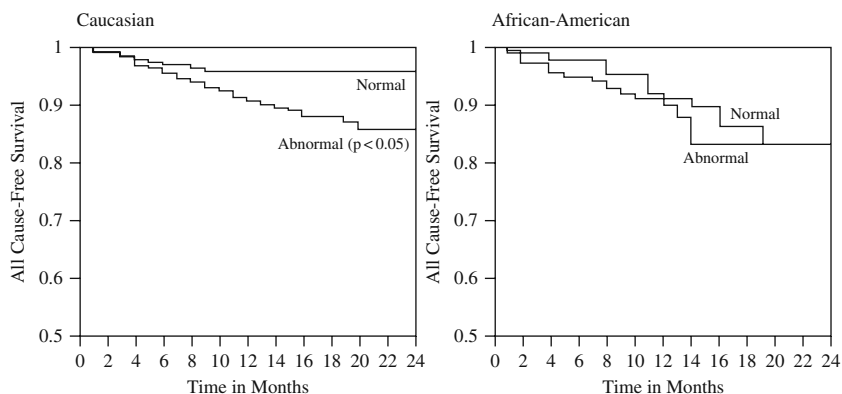 Caucasian
All Cause-Free Survival
1
0.9
0.8
0.7
0.6
0.5
Normal
Abnormal (p < 0.05)
0 2 4 6 8 10 12 14 16 18 20 22 24
Time in Months
African-American
All Cause-Free Survival
1
0.9
0.8
0.7
0.6
0.5
Normal
Abnormal
0 2 4 6 8 10 12 14 16 18 20 22 24
Time in Months